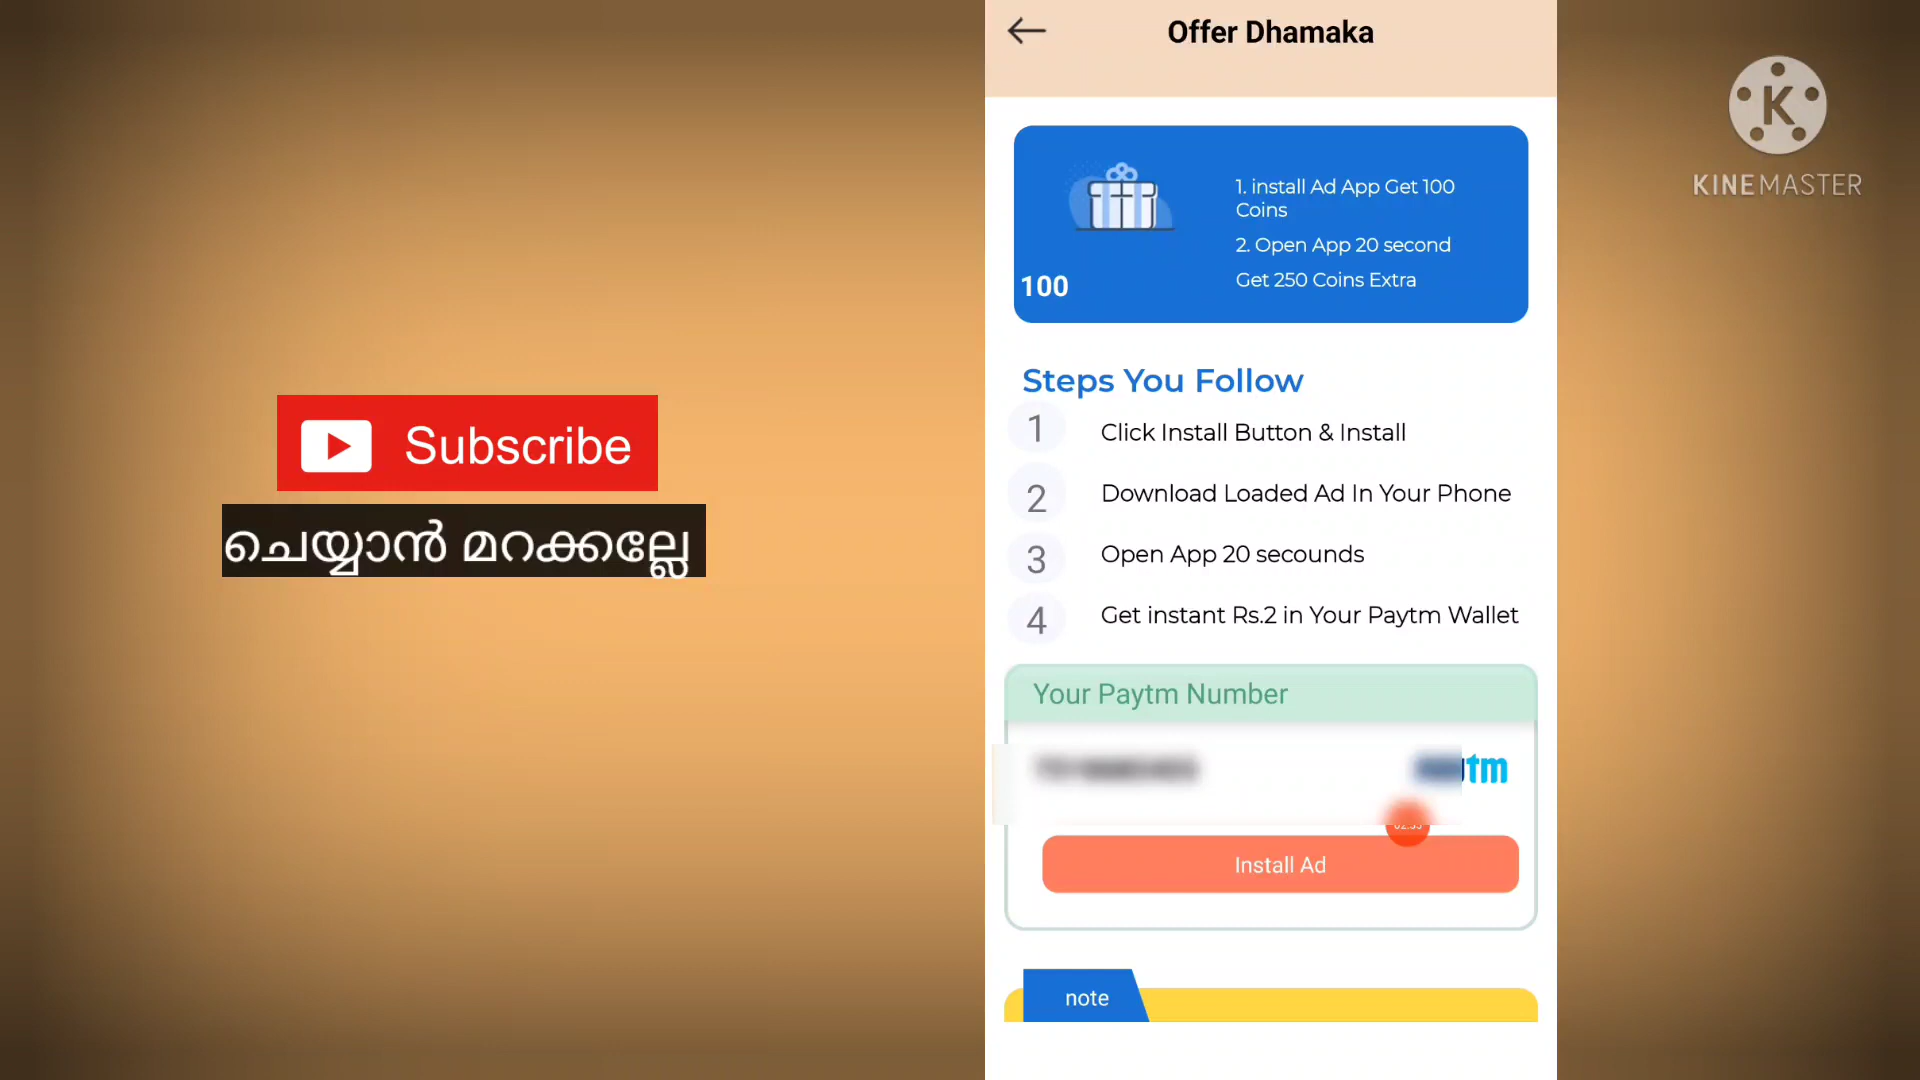 Offer Dhamaka
1. install Ad App Get 100
Coins
2. Open App 20 second
Get 250 Coins Extra
100
Steps You Follow
1 Click Install Button & Install
2 Download Loaded Ad In Your Phone
3 Open App 20 secounds
4 Get instant Rs.2 in Your Paytm Wallet
Your Paytm Number
Install Ad
note
Subscribe
ചെയ്യാൻ മറക്കല്ലേ
K
KINEMASTER